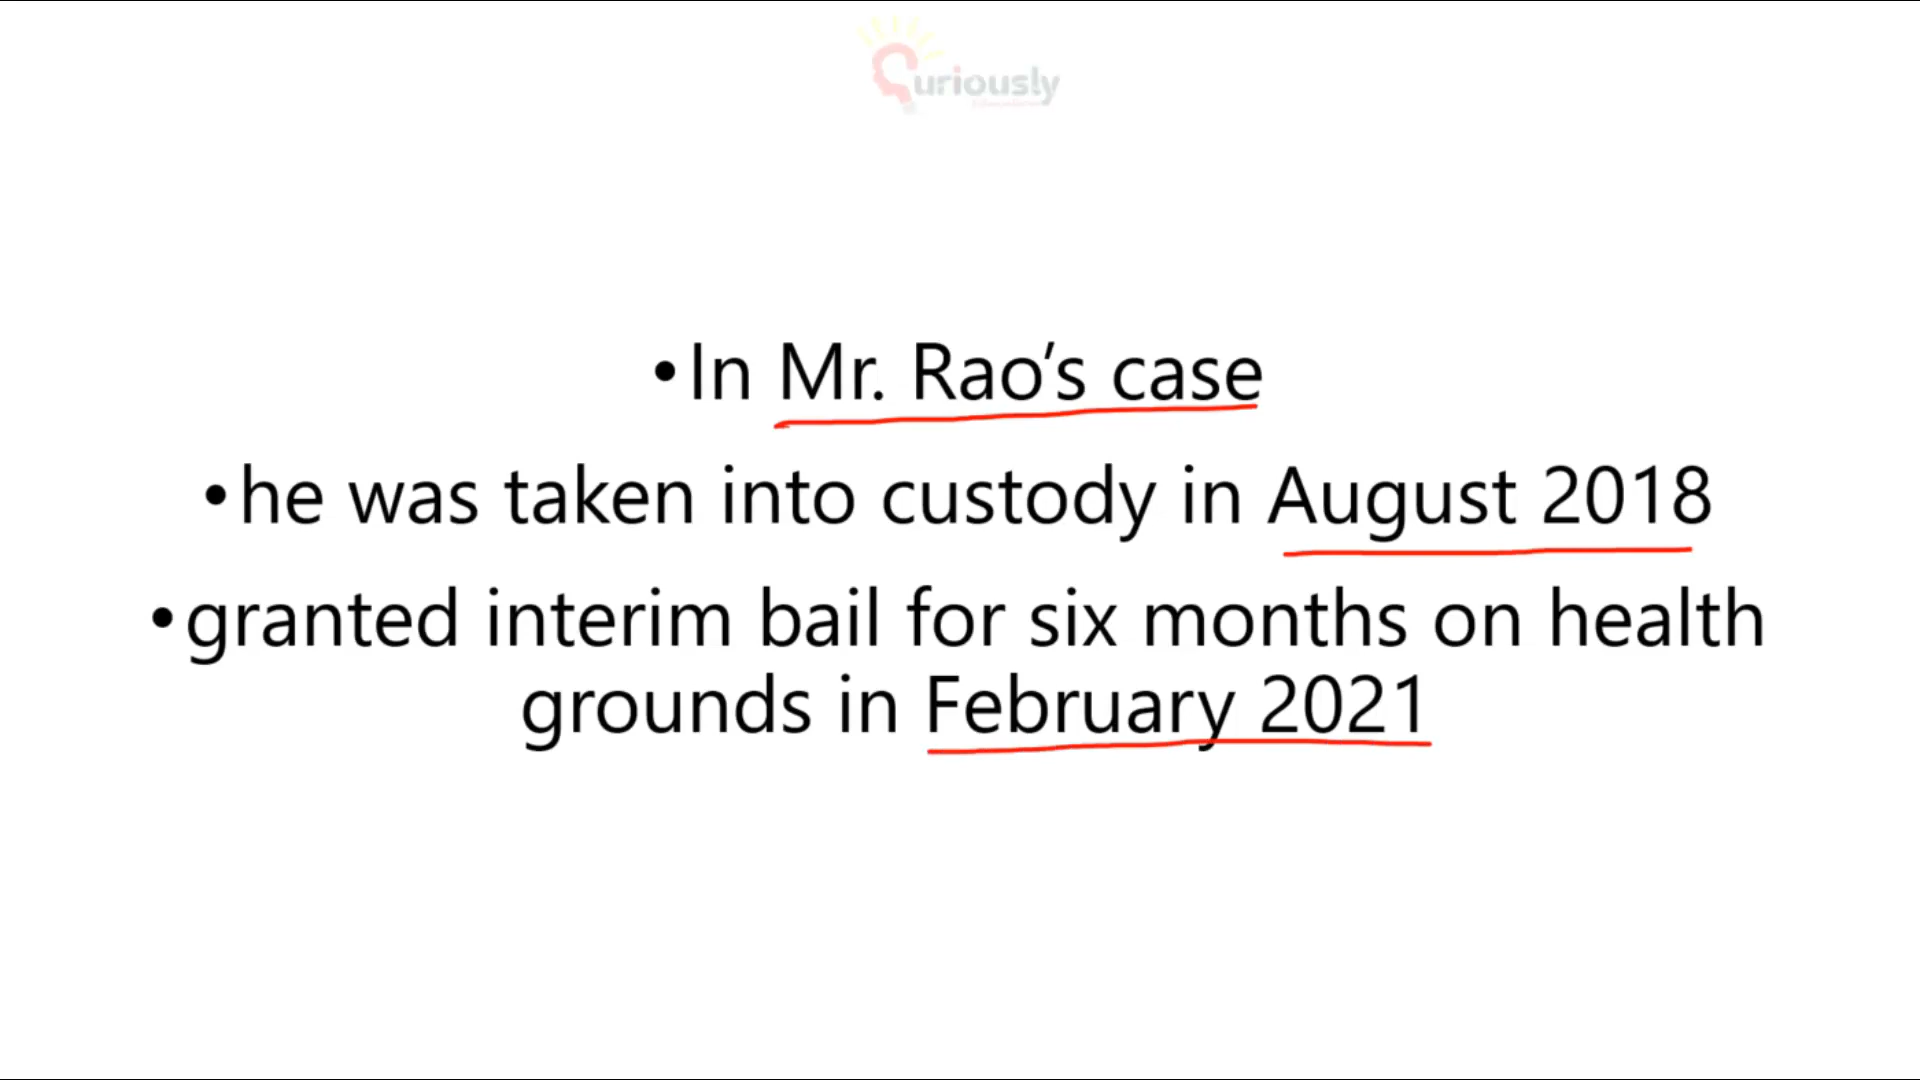 Curiously
•In Mr. Rao’s case
•he was taken into custody in August 2018
•granted interim bail for six months on health
grounds in February 2021